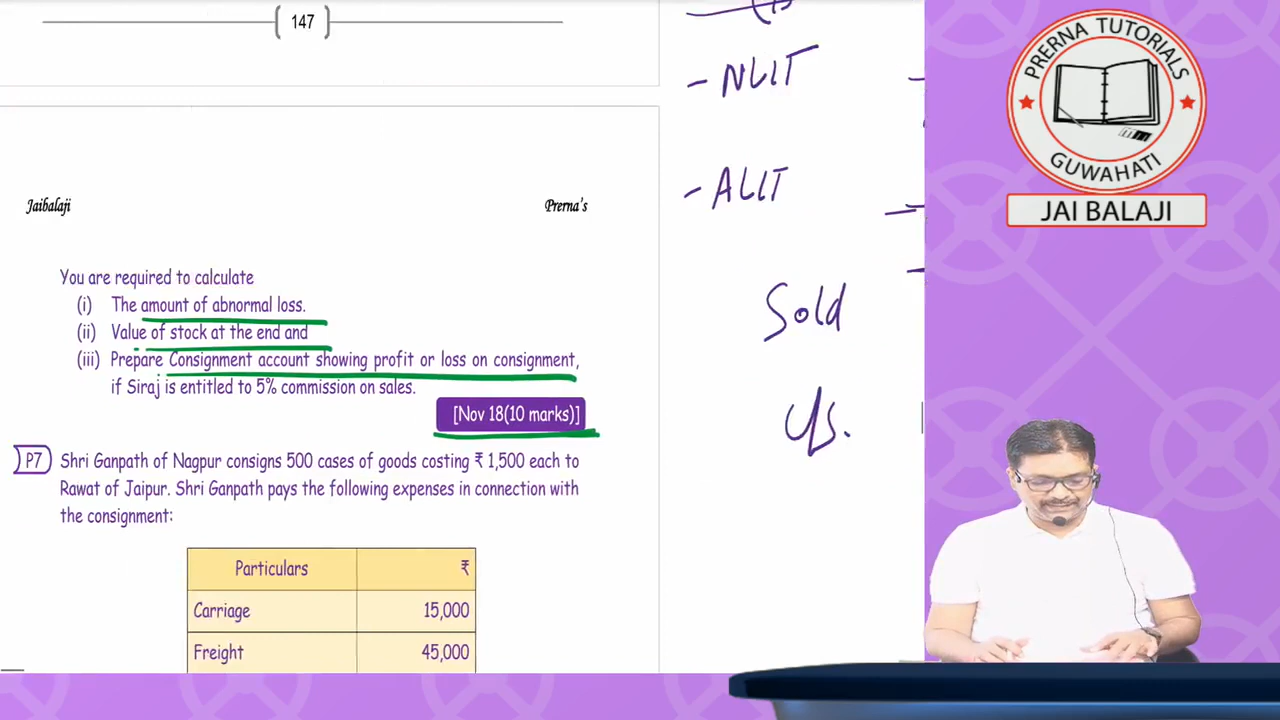 147
Jaibalaji
Prerna's
You are required to calculate
(i) The amount of abnormal loss.
(ii) Value of stock at the end and
(iii) Prepare Consignment account showing profit or loss on consignment,
if Siraj is entitled to 5% commission on sales.
[Nov 18(10 marks)]
P7 Shri Ganpath of Nagpur consigns 500 cases of goods costing ₹ 1,500 each to
Rawat of Jaipur. Shri Ganpath pays the following expenses in connection with
the consignment:
Particulars ₹
Carriage 15,000
Freight 45,000
- NLIT
- ALIT
Sold
PRERNA TUTORIALS
GUWAHATI
JAI BALAJI